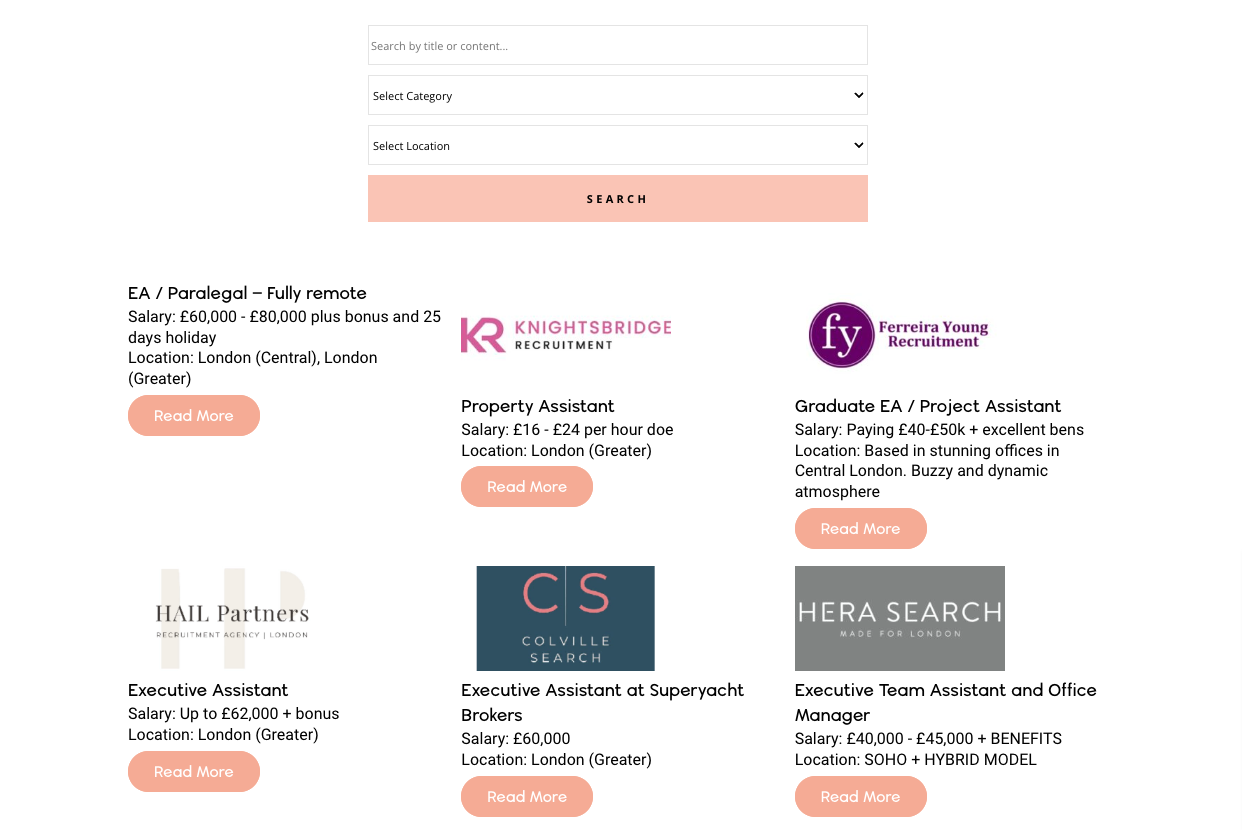 Search by title or content...
Select Category
Select Location
SEARCH
EA / Paralegal – Fully remote
Salary: £60,000 - £80,000 plus bonus and 25
days holiday
Location: London (Central), London
(Greater)
Read More
KR KNIGHTSBRIDGE
RECRUITMENT
Property Assistant
Salary: £16 - £24 per hour doe
Location: London (Greater)
Read More
fy Ferreira Young
Recruitment
Graduate EA / Project Assistant
Salary: Paying £40-£50k + excellent bens
Location: Based in stunning offices in
Central London. Buzzy and dynamic
atmosphere
Read More
HP
HAIL Partners
RECRUITMENT AGENCY | LONDON
Executive Assistant
Salary: Up to £62,000 + bonus
Location: London (Greater)
Read More
C S
COLVILLE
SEARCH
Executive Assistant at Superyacht
Brokers
Salary: £60,000
Location: London (Greater)
Read More
HERA SEARCH
MADE FOR LONDON
Executive Team Assistant and Office
Manager
Salary: £40,000 - £45,000 + BENEFITS
Location: SOHO + HYBRID MODEL
Read More